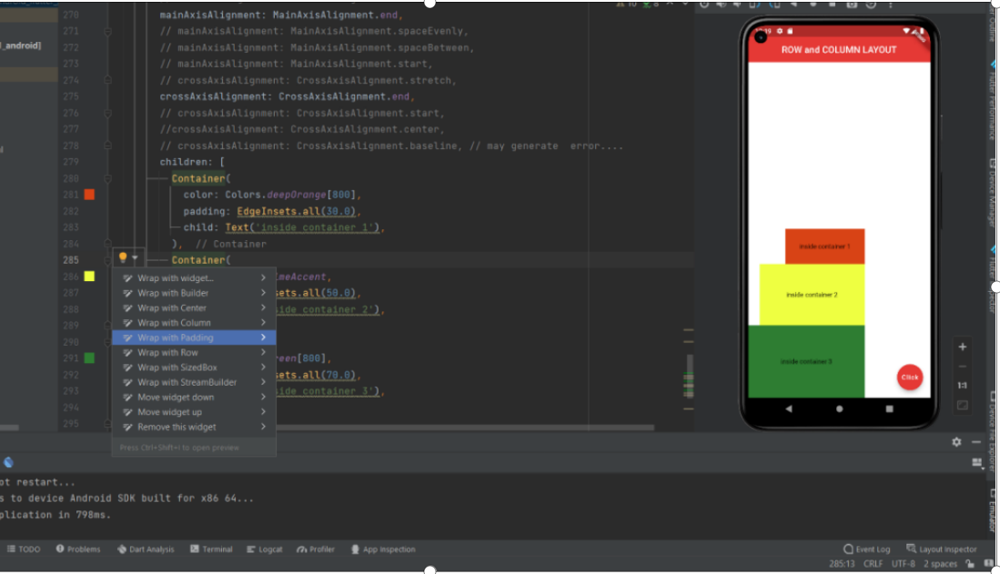 270 mainAxisAlignment: MainAxisAlignment.end,
271 // mainAxisAlignment: MainAxisAlignment.spaceEvenly,
272 // mainAxisAlignment: MainAxisAlignment.spaceBetween,
273 // mainAxisAlignment: MainAxisAlignment.start,
274 // crossAxisAlignment: CrossAxisAlignment.stretch,
275 crossAxisAlignment: CrossAxisAlignment.end,
276 // crossAxisAlignment: CrossAxisAlignment.start,
277 //crossAxisAlignment: CrossAxisAlignment.center,
278 // crossAxisAlignment: CrossAxisAlignment.baseline, // may generate error....
279 children: [
280 Container(
281 color: Colors.deepOrange[800],
282 padding: EdgeInsets.all(30.0),
283 child: Text('inside container 1'),
284 ), // Container
285 Container(
286 meAccent,
287 sets.all(50.0),
288 side container 2'),
289
290
291 reen[800],
292 sets.all(70.0),
293 side container 3'),
294
295
_android]
Wrap with widget...
Wrap with Builder
Wrap with Center
Wrap with Column
Wrap with Padding
Wrap with Row
Wrap with SizedBox
Wrap with StreamBuilder
Move widget down
Move widget up
Remove this widget
Press Ctrl+Shift+I to open preview
ROW and COLUMN LAYOUT
inside container 1
inside container 2
inside container 3
Click
1:1
Outline
Flutter Performance
Device Manager
Flutter
pector
Device File Explorer
Emulator
ot restart...
s to device Android SDK built for x86 64...
plication in 798ms.
TODO Problems Dart Analysis Terminal Logcat Profiler App Inspection Event Log Layout Inspector
285:13 CRLF UTF-8 2 spaces